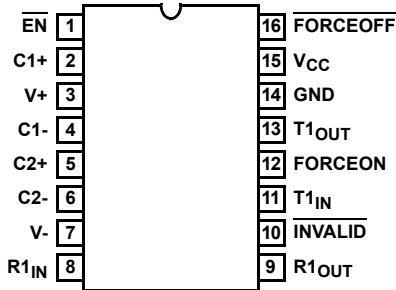 EN 1 16 FORCEOFF
C1+ 2 15 VCC
V+ 3 14 GND
C1- 4 13 T1OUT
C2+ 5 12 FORCEON
C2- 6 11 T1IN
V- 7 10 INVALID
R1IN 8 9 R1OUT